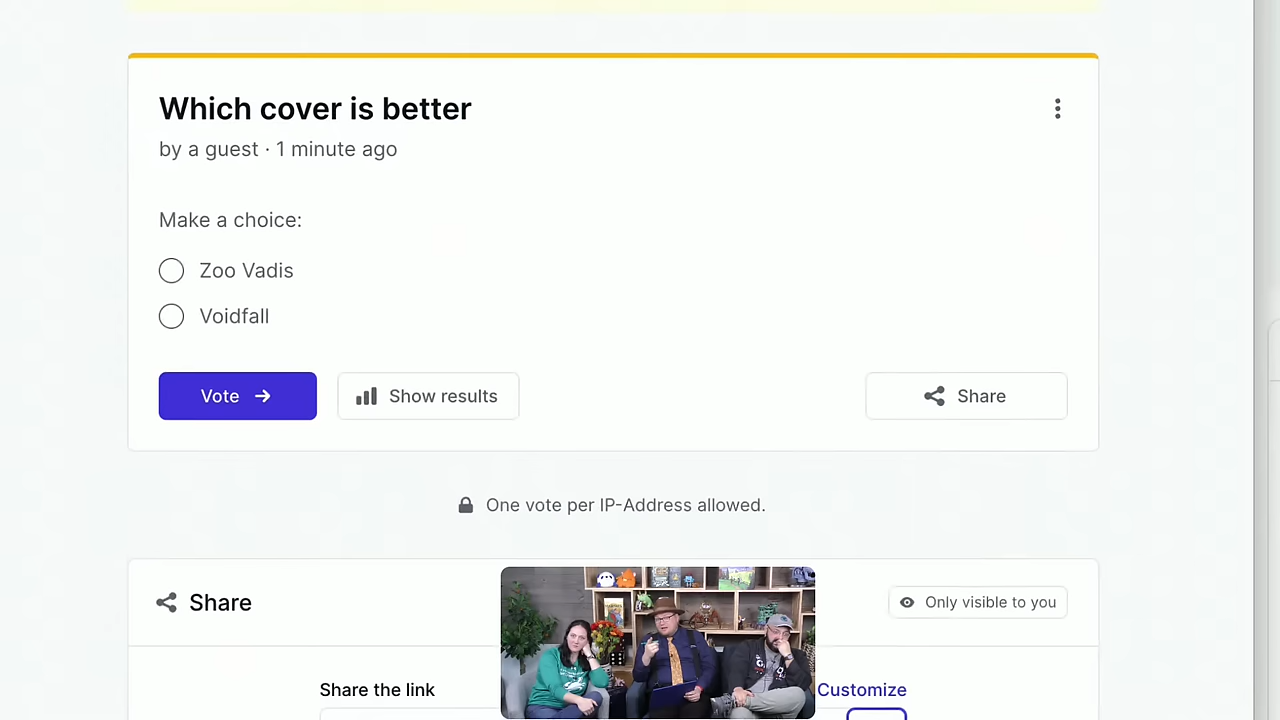 Which cover is better
by a guest · 1 minute ago
Make a choice:
Zoo Vadis
Voidfall
Vote
Show results
Share
One vote per IP-Address allowed.
Share
Only visible to you
Share the link
Customize